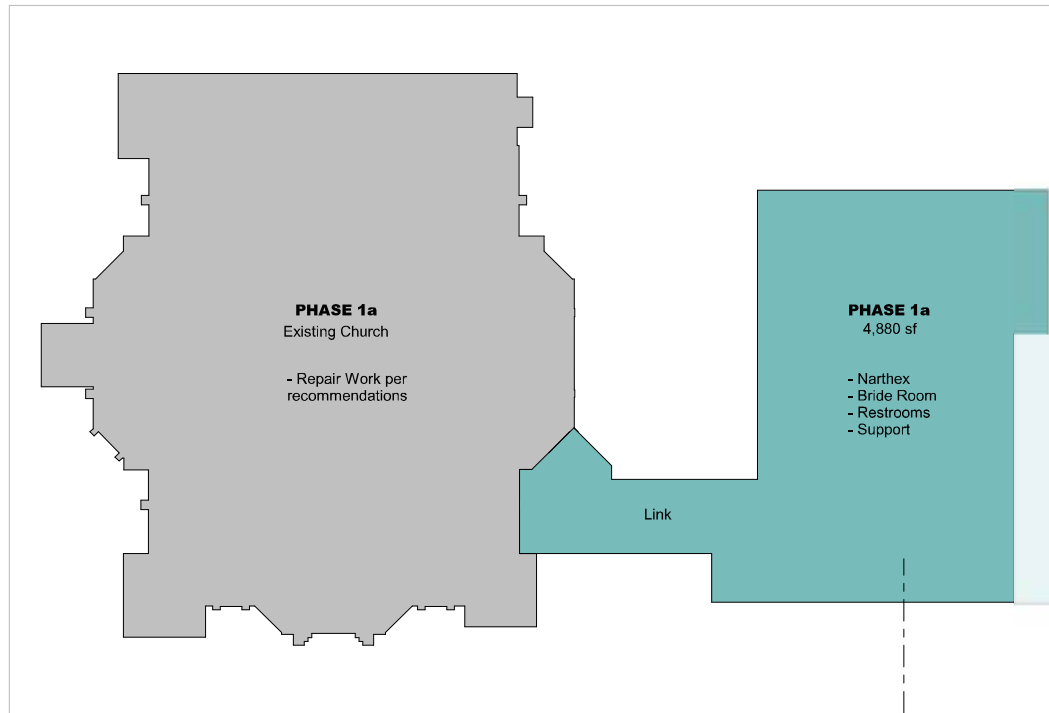 PHASE 1a
Existing Church
- Repair Work per
recommendations
PHASE 1a
4,880 sf
- Narthex
- Bride Room
- Restrooms
- Support
Link